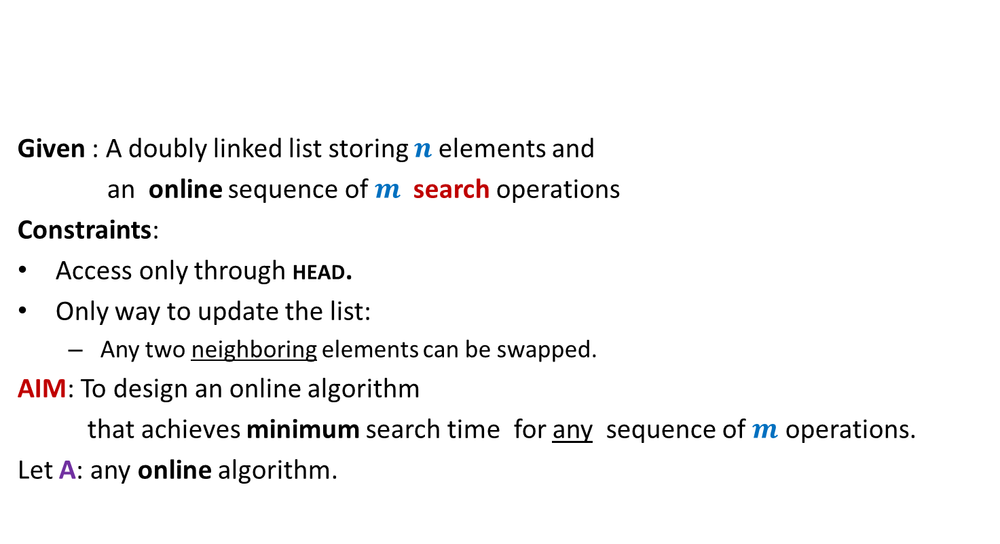 Given : A doubly linked list storing n elements and
an online sequence of m search operations
Constraints:
• Access only through HEAD.
• Only way to update the list:
– Any two neighboring elements can be swapped.
AIM: To design an online algorithm
that achieves minimum search time for any sequence of m operations.
Let A: any online algorithm.